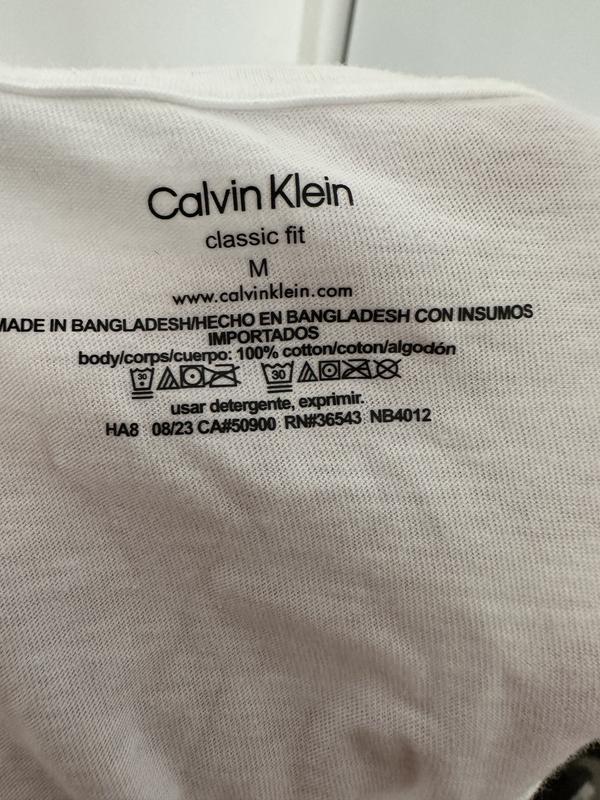 Calvin Klein
classic fit
M
www.calvinklein.com
MADE IN BANGLADESH/HECHO EN BANGLADESH CON INSUMOS
IMPORTADOS
body/corps/cuerpo: 100% cotton/coton/algodón
30 30
usar detergente, exprimir.
HA8 08/23 CA#50900 RN#36543 NB4012